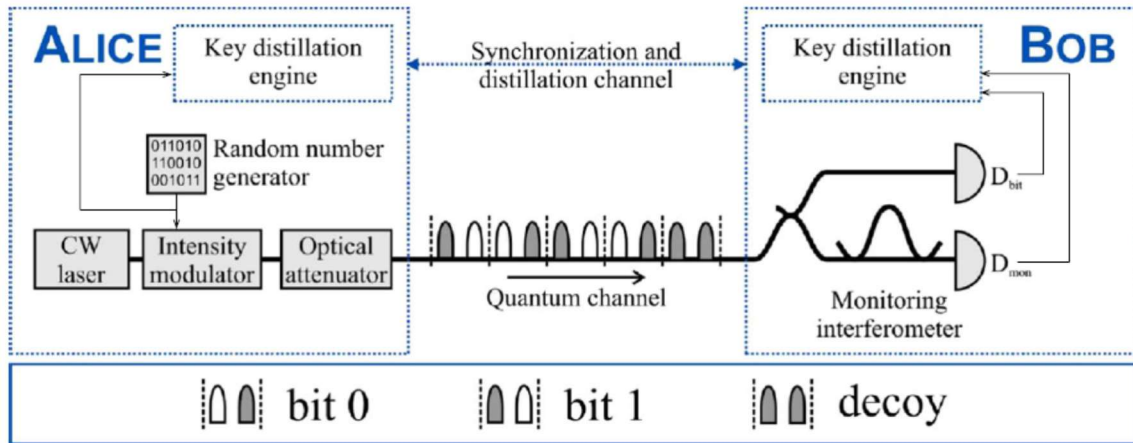 ALICE
Key distillation
engine
Synchronization and
distillation channel
Key distillation
engine
BOB
011010
110010
001011
Random number
generator
CW
laser
Intensity
modulator
Optical
attenuator
Quantum channel
D bit
D mon
Monitoring
interferometer
bit 0
bit 1
decoy